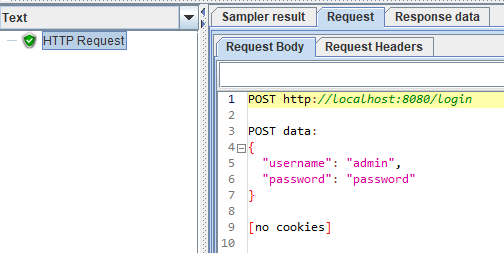 Text
HTTP Request
Sampler result Request Response data
Request Body Request Headers
1 POST http://localhost:8080/login
2
3 POST data:
4 {
5 "username": "admin",
6 "password": "password"
7 }
8
9 [no cookies]
10